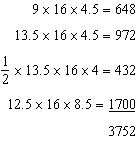 9 x 16 x 4.5 = 648
13.5 x 16 x 4.5 = 972
1/2 x 13.5 x 16 x 4 = 432
12.5 x 16 x 8.5 = 1700
3752